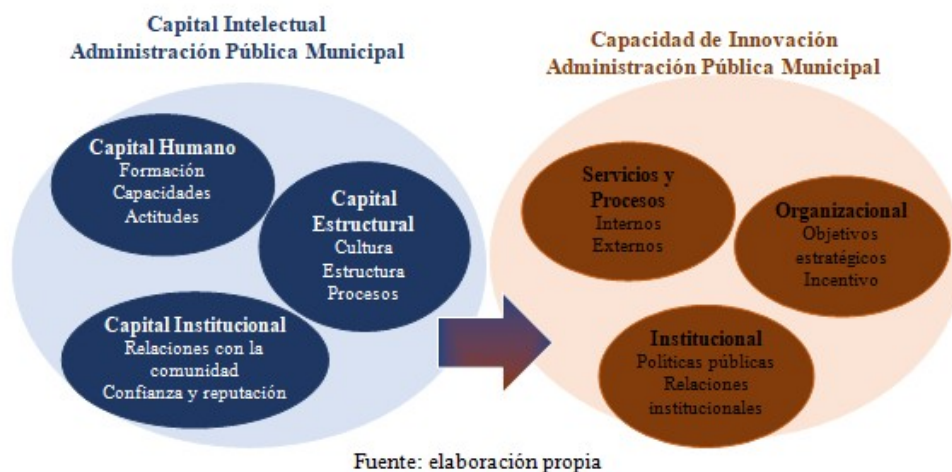 Capital Intelectual
Administración Pública Municipal
Capital Humano
Formación
Capacidades
Actitudes
Capital
Estructural
Cultura
Estructura
Procesos
Capital Institucional
Relaciones con la
comunidad
Confianza y reputación
Capacidad de Innovación
Administración Pública Municipal
Servicios y
Procesos
Internos
Externos
Organizacional
Objetivos
estratégicos
Incentivo
Institucional
Políticas públicas
Relaciones
institucionales
Fuente: elaboración propia